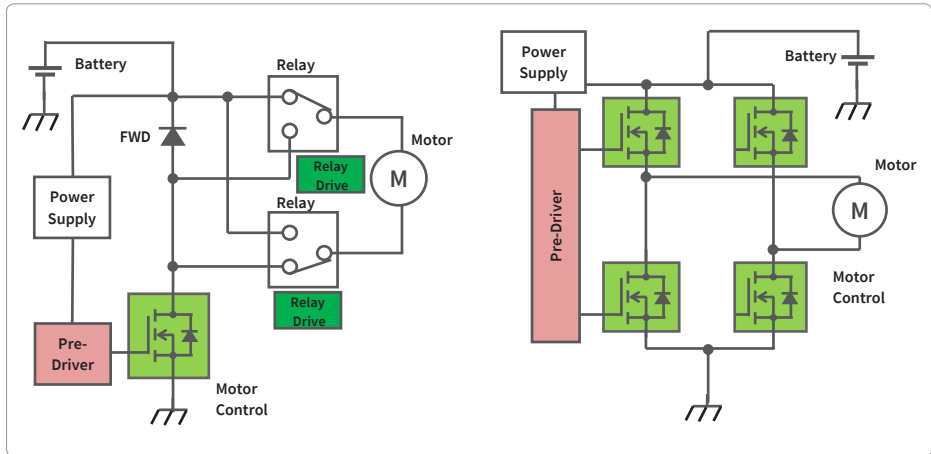 Battery
Relay
FWD
Motor
M
Relay
Drive
Power
Supply
Relay
Relay
Drive
Pre-
Driver
Motor
Control
Power
Supply
Battery
Motor
M
Pre-Driver
Motor
Control